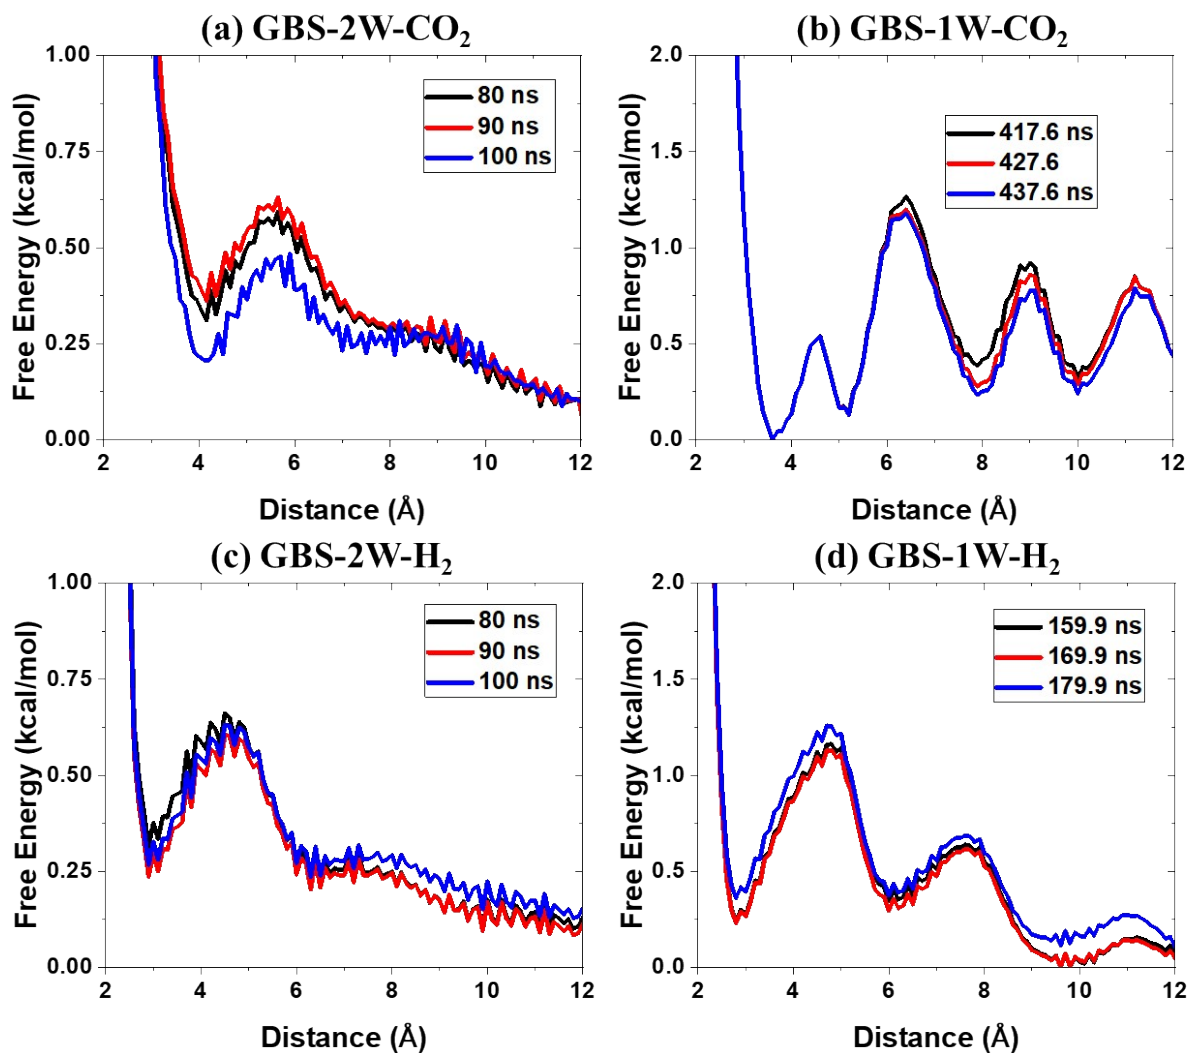 (a) GBS-2W-CO₂
Free Energy (kcal/mol)
1.00
0.75
0.50
0.25
0.00
80 ns
90 ns
100 ns
2 4 6 8 10 12
Distance (Å)
(b) GBS-1W-CO₂
Free Energy (kcal/mol)
2.0
1.5
1.0
0.5
0.0
417.6 ns
427.6
437.6 ns
2 4 6 8 10 12
Distance (Å)
(c) GBS-2W-H₂
Free Energy (kcal/mol)
1.00
0.75
0.50
0.25
0.00
80 ns
90 ns
100 ns
2 4 6 8 10 12
Distance (Å)
(d) GBS-1W-H₂
Free Energy (kcal/mol)
2.0
1.5
1.0
0.5
0.0
159.9 ns
169.9 ns
179.9 ns
2 4 6 8 10 12
Distance (Å)